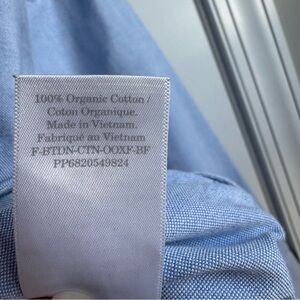 100% Organic Cotton /
Coton Organique.
Made in Vietnam.
Fabriqué au Vietnam
F-BTDN-CTN-OOXF-BF
PP6820549824